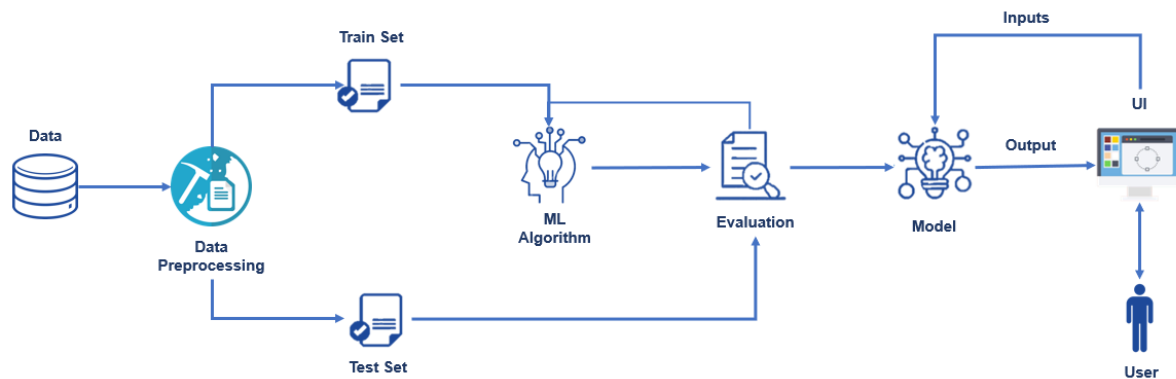 Inputs
Train Set
UI
Data
Output
ML
Algorithm
Evaluation
Model
Data
Preprocessing
Test Set
User